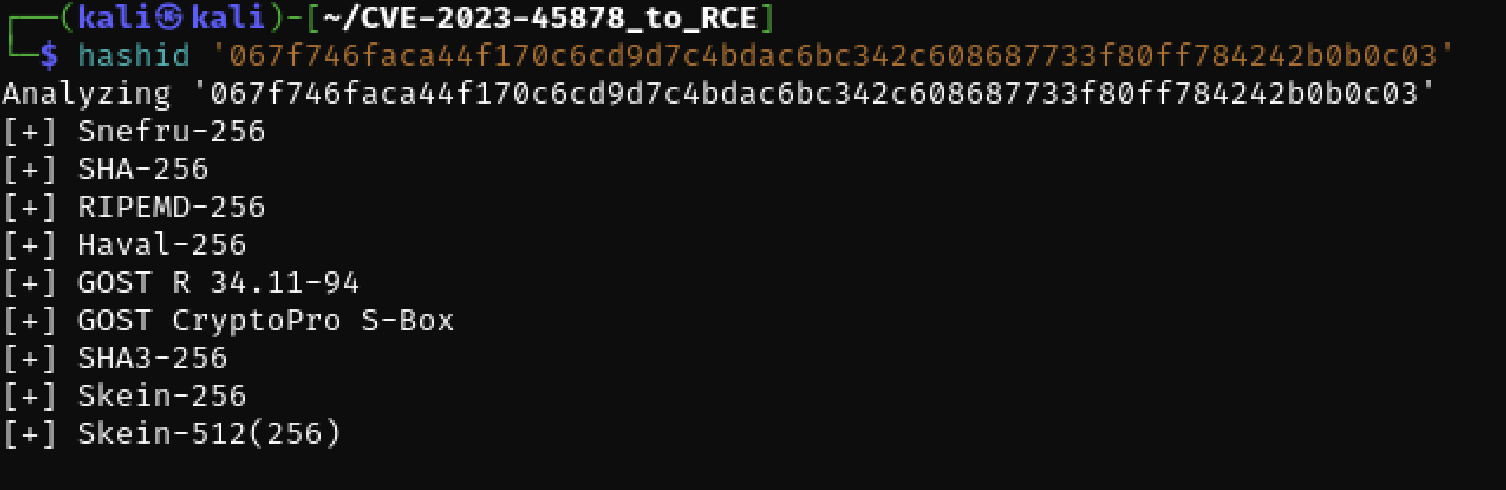 ┌──(kali㉿kali)-[~/CVE-2023-45878_to_RCE]
└─$ hashid '067f746faca44f170c6cd9d7c4bdac6bc342c608687733f80ff784242b0b0c03'
Analyzing '067f746faca44f170c6cd9d7c4bdac6bc342c608687733f80ff784242b0b0c03'
[+] Snefru-256
[+] SHA-256
[+] RIPEMD-256
[+] Haval-256
[+] GOST R 34.11-94
[+] GOST CryptoPro S-Box
[+] SHA3-256
[+] Skein-256
[+] Skein-512(256)